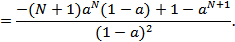 = \frac{-(N + 1)a^N(1 - a) + 1 - a^{N+1}}{(1 - a)^2}.